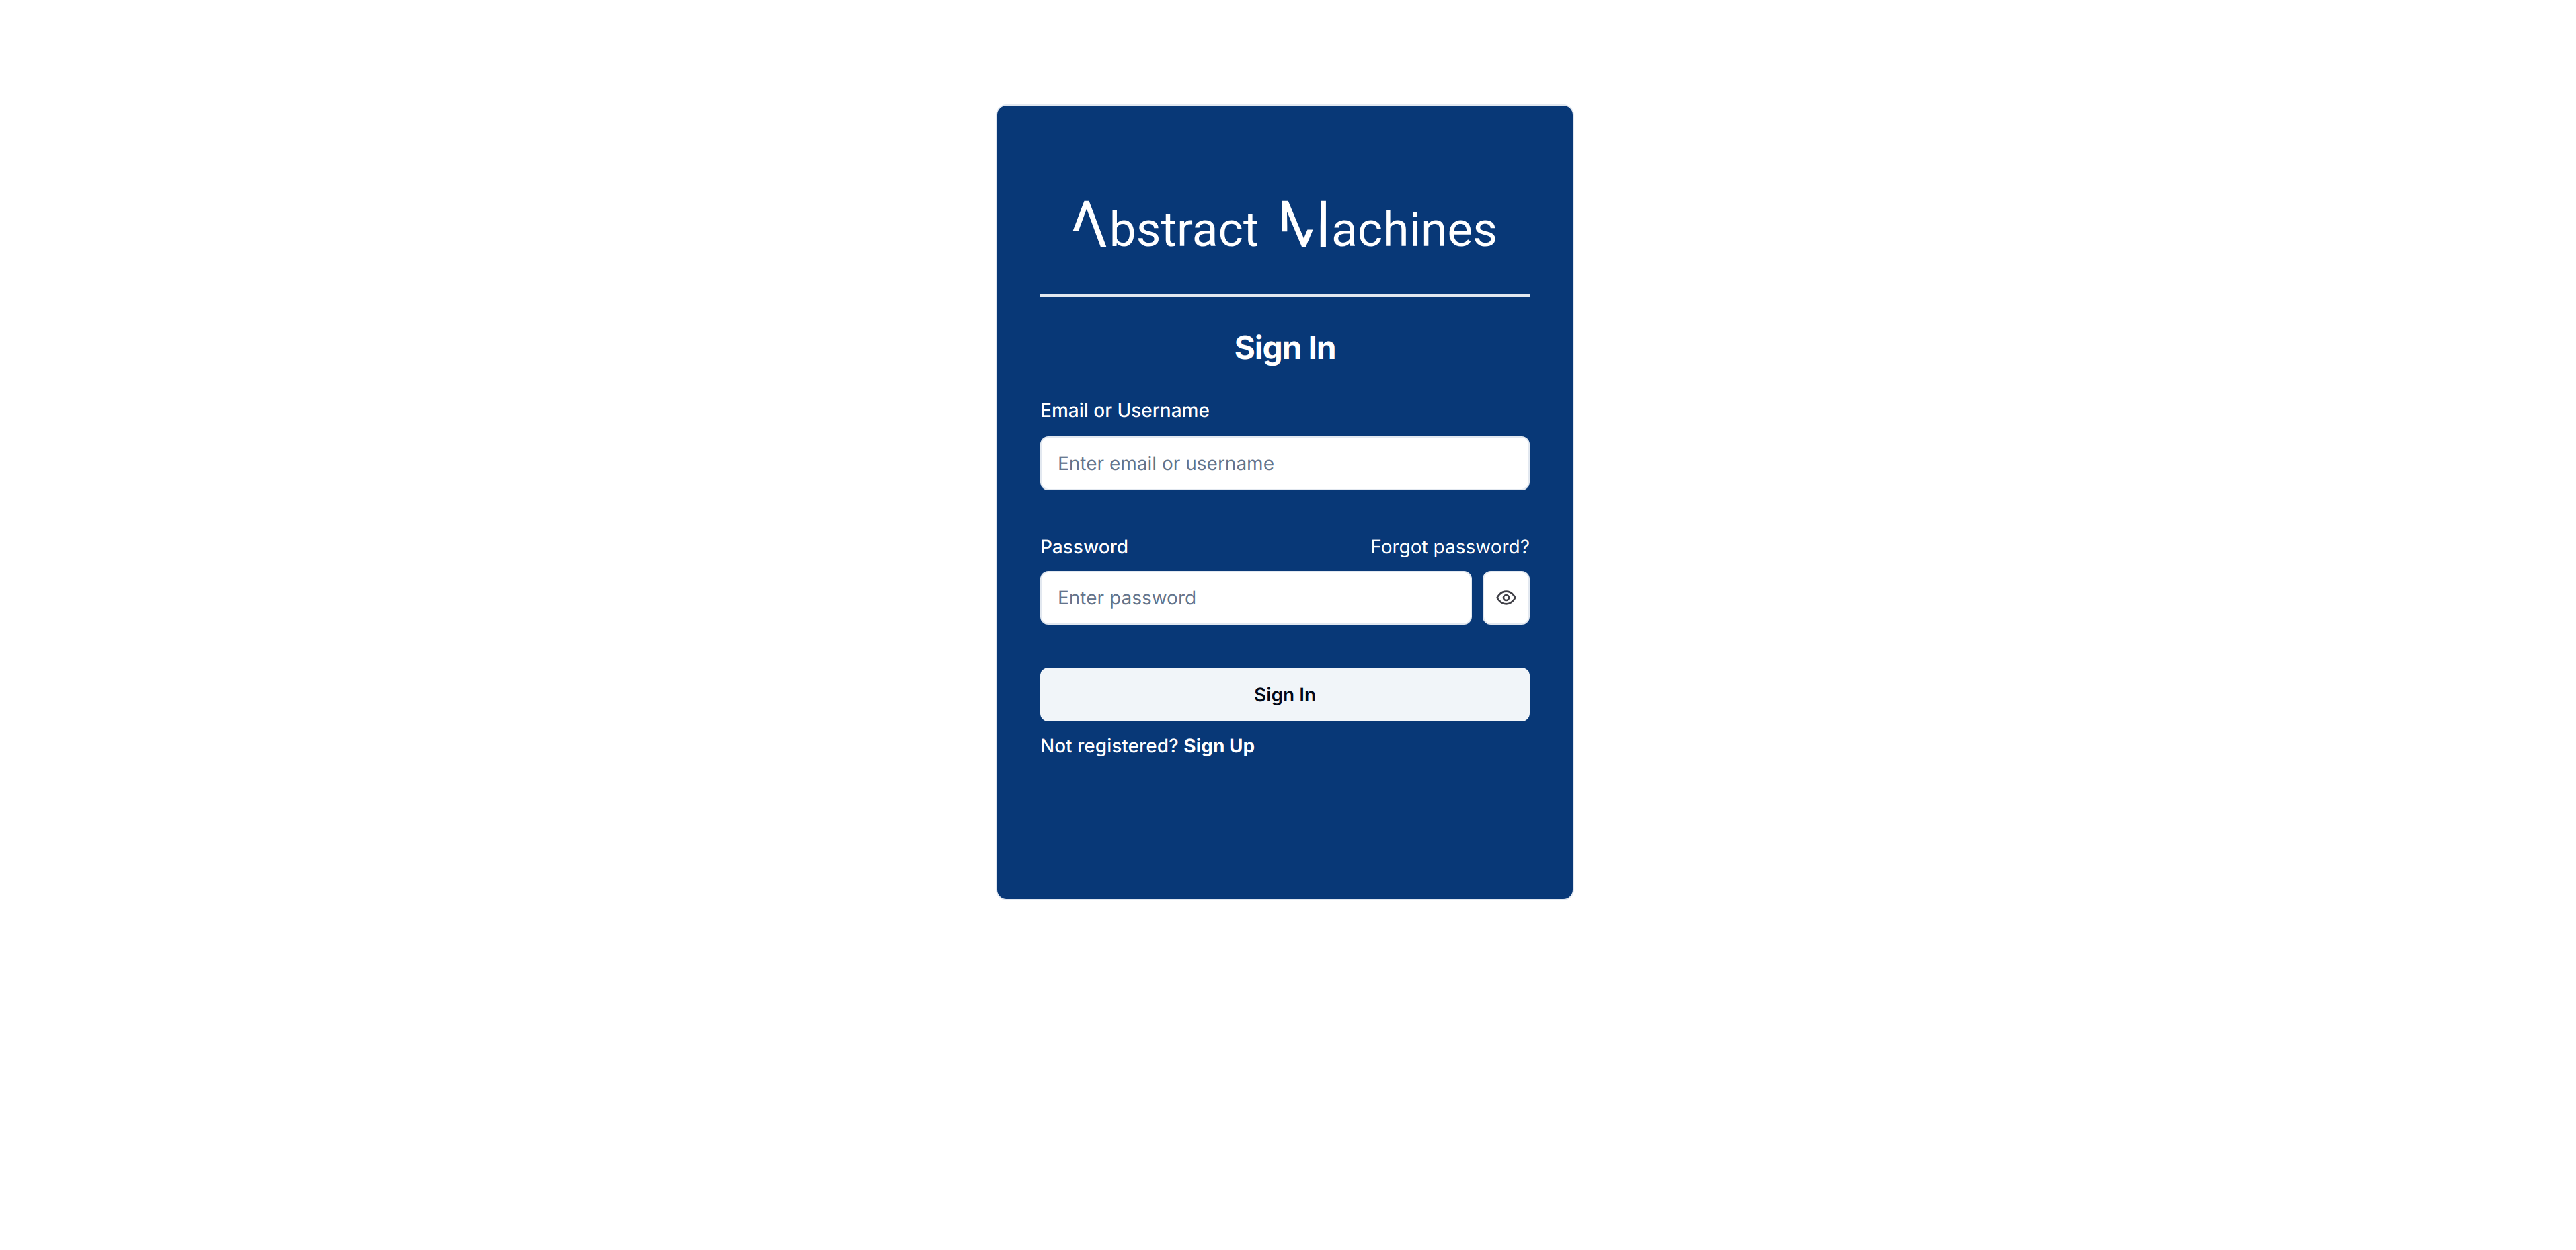 Abstract Machines
Sign In
Email or Username
Enter email or username
Password Forgot password?
Enter password
Sign In
Not registered? Sign Up